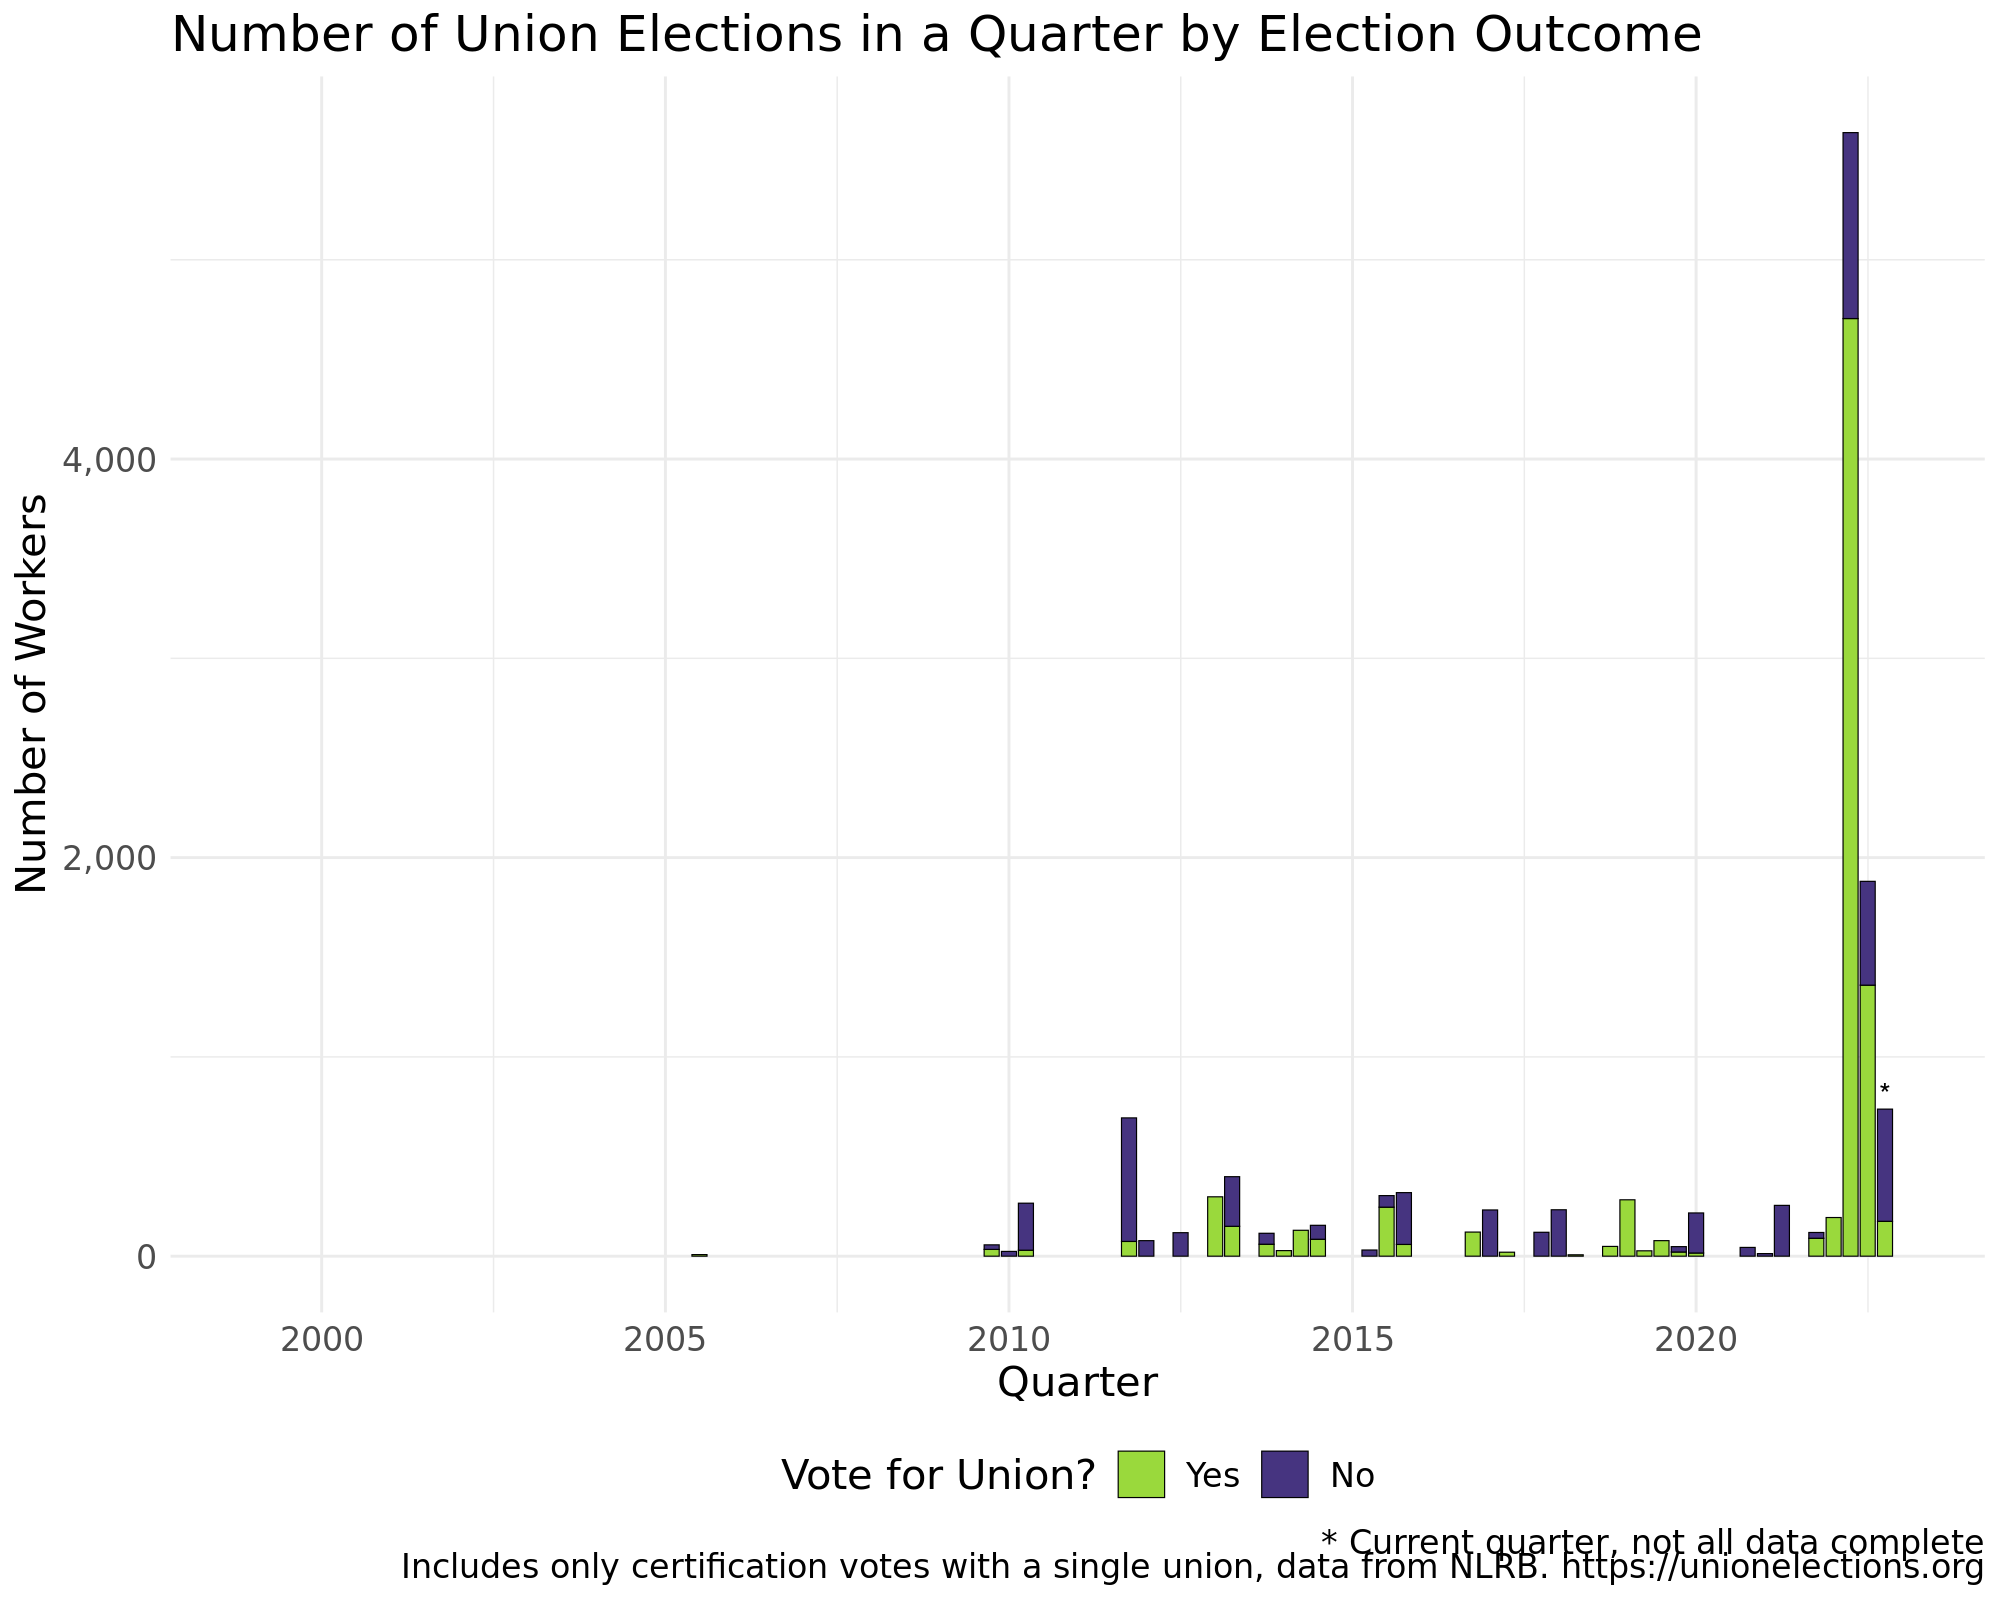 Number of Union Elections in a Quarter by Election Outcome
Number of Workers
4,000
2,000
0
*
2000 2005 2010 2015 2020
Quarter
Vote for Union? Yes No
* Current quarter, not all data complete
Includes only certification votes with a single union, data from NLRB. https://unionelections.org